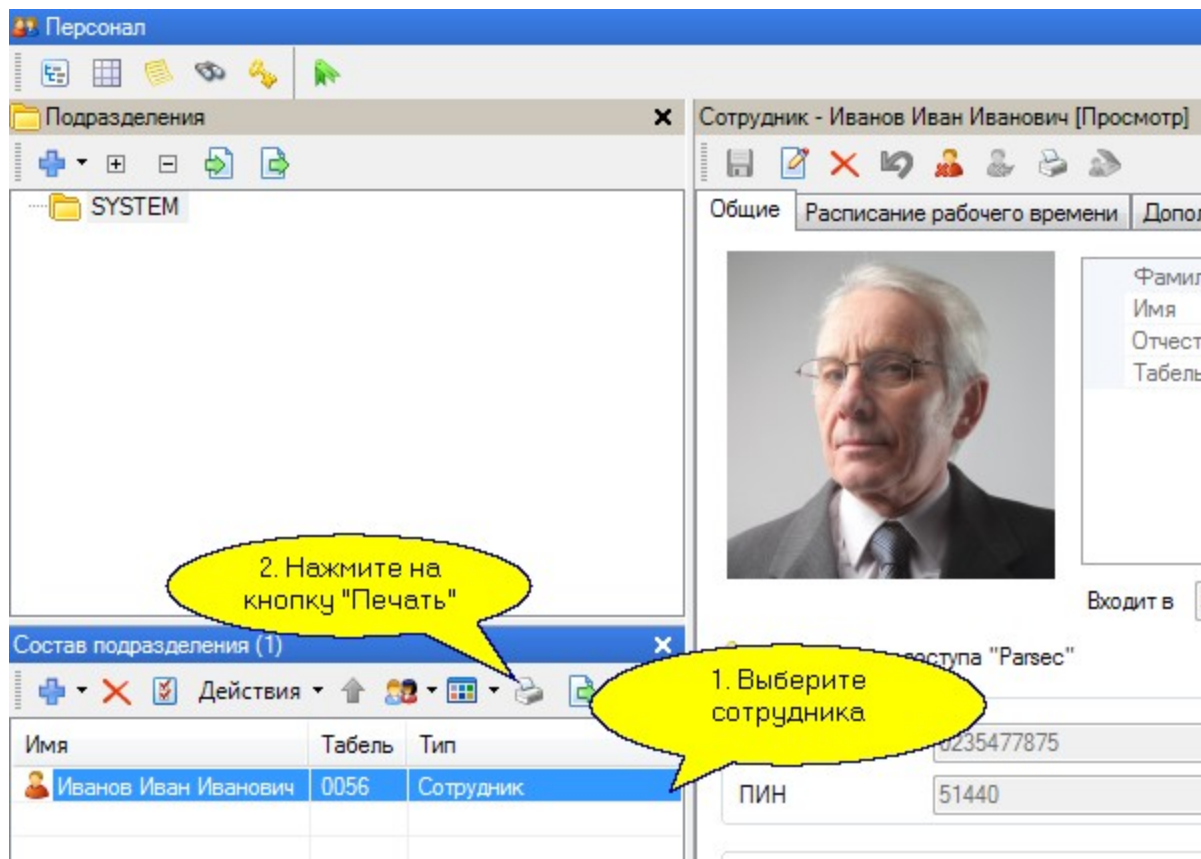 Персонал
Подразделения
Сотрудник - Иванов Иван Иванович [Просмотр]
SYSTEM
Общие
Расписание рабочего времени
Имя
2. Нажмите на
кнопку "Печать"
Входит в
Состав подразделения (1)
"Parsec"
1. Выберите
сотрудника
Действия
Имя
Табель
Тип
0235477875
Иванов Иван Иванович
0056
Сотрудник
ПИН
51440